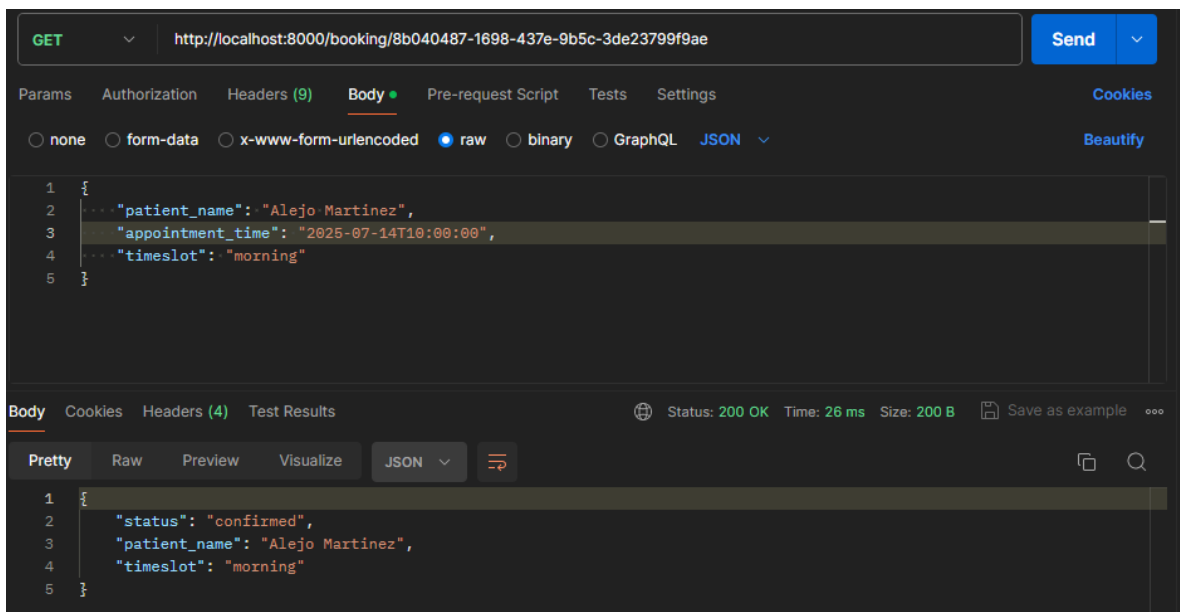 GET http://localhost:8000/booking/8b040487-1698-437e-9b5c-3de23799f9ae Send
Params Authorization Headers (9) Body Pre-request Script Tests Settings Cookies
none form-data x-www-form-urlencoded raw binary GraphQL JSON Beautify
1 {
2 "patient_name": "Alejo Martinez",
3 "appointment_time": "2025-07-14T10:00:00",
4 "timeslot": "morning"
5 }
Body Cookies Headers (4) Test Results Status: 200 OK Time: 26 ms Size: 200 B Save as example
Pretty Raw Preview Visualize JSON
1 {
2 "status": "confirmed",
3 "patient_name": "Alejo Martinez",
4 "timeslot": "morning"
5 }